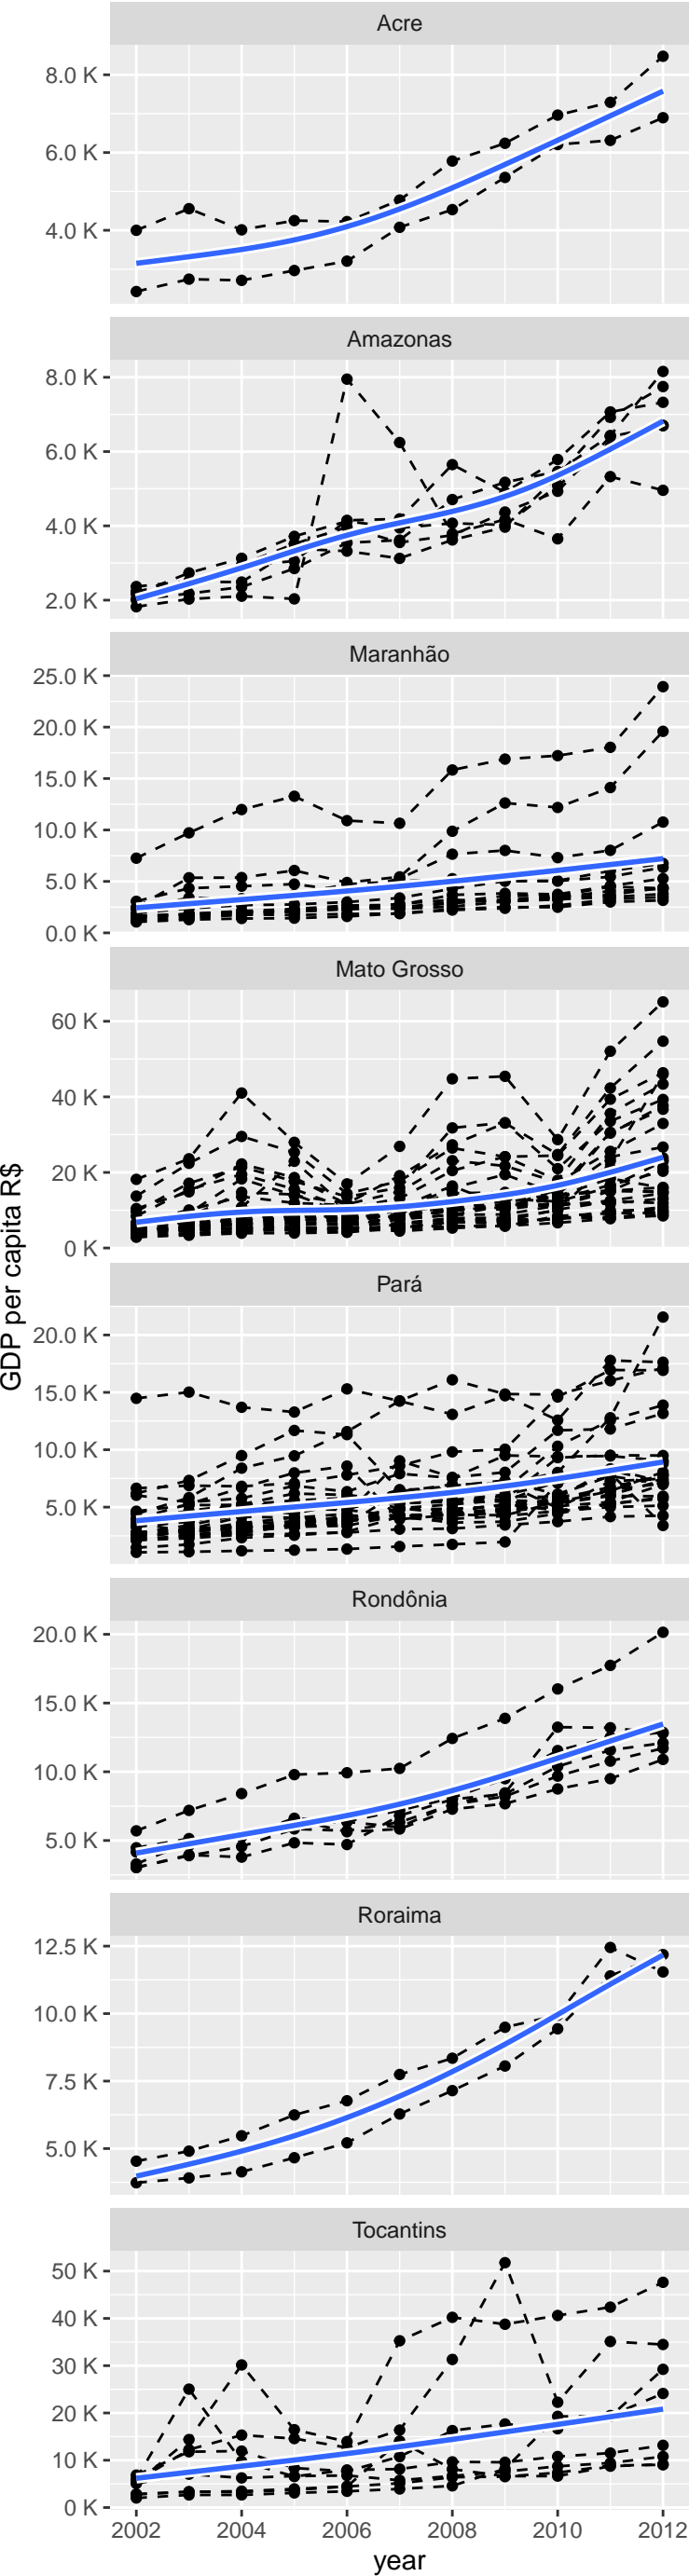 Acre
8.0 K
6.0 K
4.0 K
Amazonas
8.0 K
6.0 K
4.0 K
2.0 K
Maranhão
25.0 K
20.0 K
15.0 K
10.0 K
5.0 K
0.0 K
Mato Grosso
60 K
40 K
20 K
0 K
GDP per capita R$
Pará
20.0 K
15.0 K
10.0 K
5.0 K
Rondônia
20.0 K
15.0 K
10.0 K
5.0 K
Roraima
12.5 K
10.0 K
7.5 K
5.0 K
Tocantins
50 K
40 K
30 K
20 K
10 K
0 K
2002 2004 2006 2008 2010 2012
year